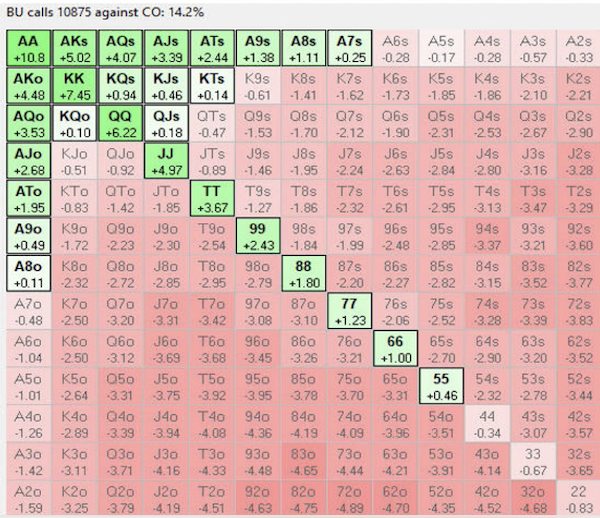 BU calls 10875 against CO: 14.2%
AA AKs AQs AJs ATs A9s A8s A7s A6s A5s A4s A3s A2s
+10.8 +5.02 +4.07 +3.39 +2.44 +1.38 +1.11 +0.25 -0.28 -0.17 -0.28 -0.57 -0.33
AKo KK KQs KJs KTs K9s K8s K7s K6s K5s K4s K3s K2s
+4.48 +7.45 +0.94 +0.46 +0.14 -0.61 -1.41 -1.62 -1.73 -1.85 -1.86 -2.10 -2.21
AQo KQo QQ QJs QTs Q9s Q8s Q7s Q6s Q5s Q4s Q3s Q2s
+3.53 +0.10 +6.22 +0.18 -0.47 -1.53 -1.70 -2.12 -1.90 -2.31 -2.53 -2.67 -2.90
AJo KJo QJo JJ JTs J9s J8s J7s J6s J5s J4s J3s J2s
+2.68 -0.51 -0.92 +4.97 -0.89 -1.46 -1.95 -2.24 -2.63 -2.84 -2.80 -3.16 -3.28
ATo KTo QTo JTo TT T9s T8s T7s T6s T5s T4s T3s T2s
+1.95 -0.83 -1.42 -1.85 +3.67 -1.27 -1.86 -2.32 -2.61 -2.95 -3.13 -3.47 -3.29
A9o K9o Q9o J9o T9o 99 98s 97s 96s 95s 94s 93s 92s
+0.49 -1.72 -2.23 -2.30 -2.54 +2.43 -1.84 -1.99 -2.48 -2.85 -3.37 -3.21 -3.60
A8o K8o Q8o J8o T8o 98o 88 87s 86s 85s 84s 83s 82s
+0.11 -2.32 -2.72 -2.85 -2.95 -2.79 +1.80 -2.20 -2.27 -2.82 -3.15 -3.52 -3.77
A7o K7o Q7o J7o T7o 97o 87o 77 76s 75s 74s 73s 72s
-0.48 -2.50 -3.20 -3.31 -3.42 -3.08 -3.10 +1.23 -2.06 -2.52 -3.28 -3.39 -3.83
A6o K6o Q6o J6o T6o 96o 86o 76o 66 65s 64s 63s 62s
-1.04 -2.50 -3.12 -3.69 -3.68 -3.45 -3.26 -3.21 +1.00 -2.70 -2.90 -3.20 -3.52
A5o K5o Q5o J5o T5o 95o 85o 75o 65o 55 54s 53s 52s
-1.01 -2.64 -3.31 -3.75 -3.92 -3.95 -3.78 -3.70 -3.31 +0.46 -2.32 -2.78 -3.44
A4o K4o Q4o J4o T4o 94o 84o 74o 64o 54o 44 43s 42s
-1.26 -2.89 -3.39 -3.94 -4.08 -4.36 -4.19 -4.09 -3.96 -3.51 -0.34 -3.07 -3.57
A3o K3o Q3o J3o T3o 93o 83o 73o 63o 53o 43o 33 32s
-1.42 -3.11 -3.71 -4.16 -4.33 -4.48 -4.65 -4.44 -4.21 -3.91 -4.14 -0.67 -3.65
A2o K2o Q2o J2o T2o 92o 82o 72o 62o 52o 42o 32o 22
-1.59 -3.25 -3.79 -4.19 -4.51 -4.63 -4.75 -4.89 -4.70 -4.35 -4.52 -4.68 -0.83